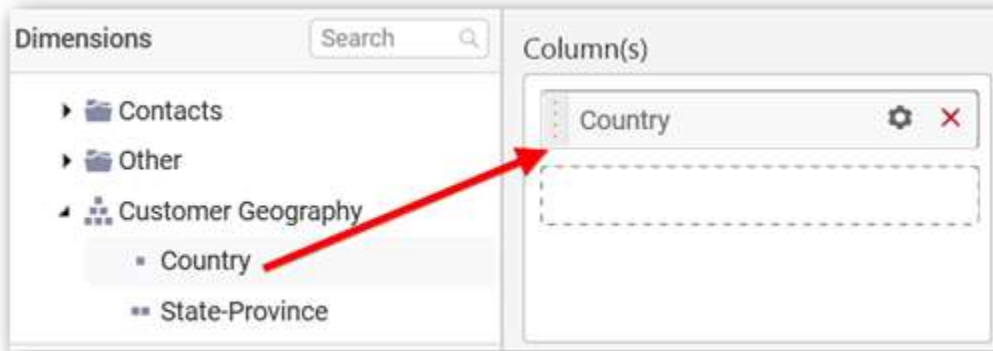 Dimensions
Search
Contacts
Other
Customer Geography
Country
State-Province
Column(s)
Country